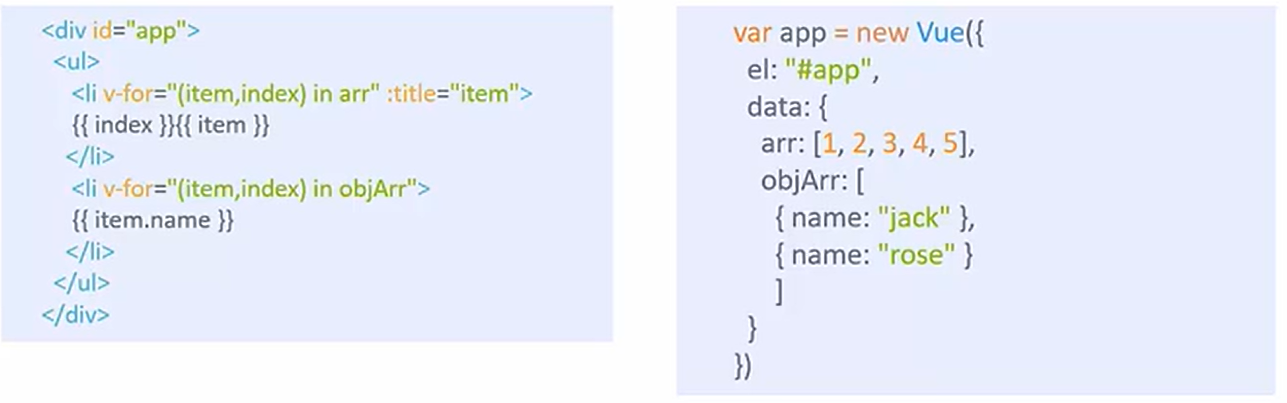 <div id="app">
<ul>
<li v-for="(item,index) in arr" :title="item">
{{ index }}{{ item }}
</li>
<li v-for="(item,index) in objArr">
{{ item.name }}
</li>
</ul>
</div>
var app = new Vue({
el: "#app",
data: {
arr: [1, 2, 3, 4, 5],
objArr: [
{ name: "jack" },
{ name: "rose" }
]
}
})